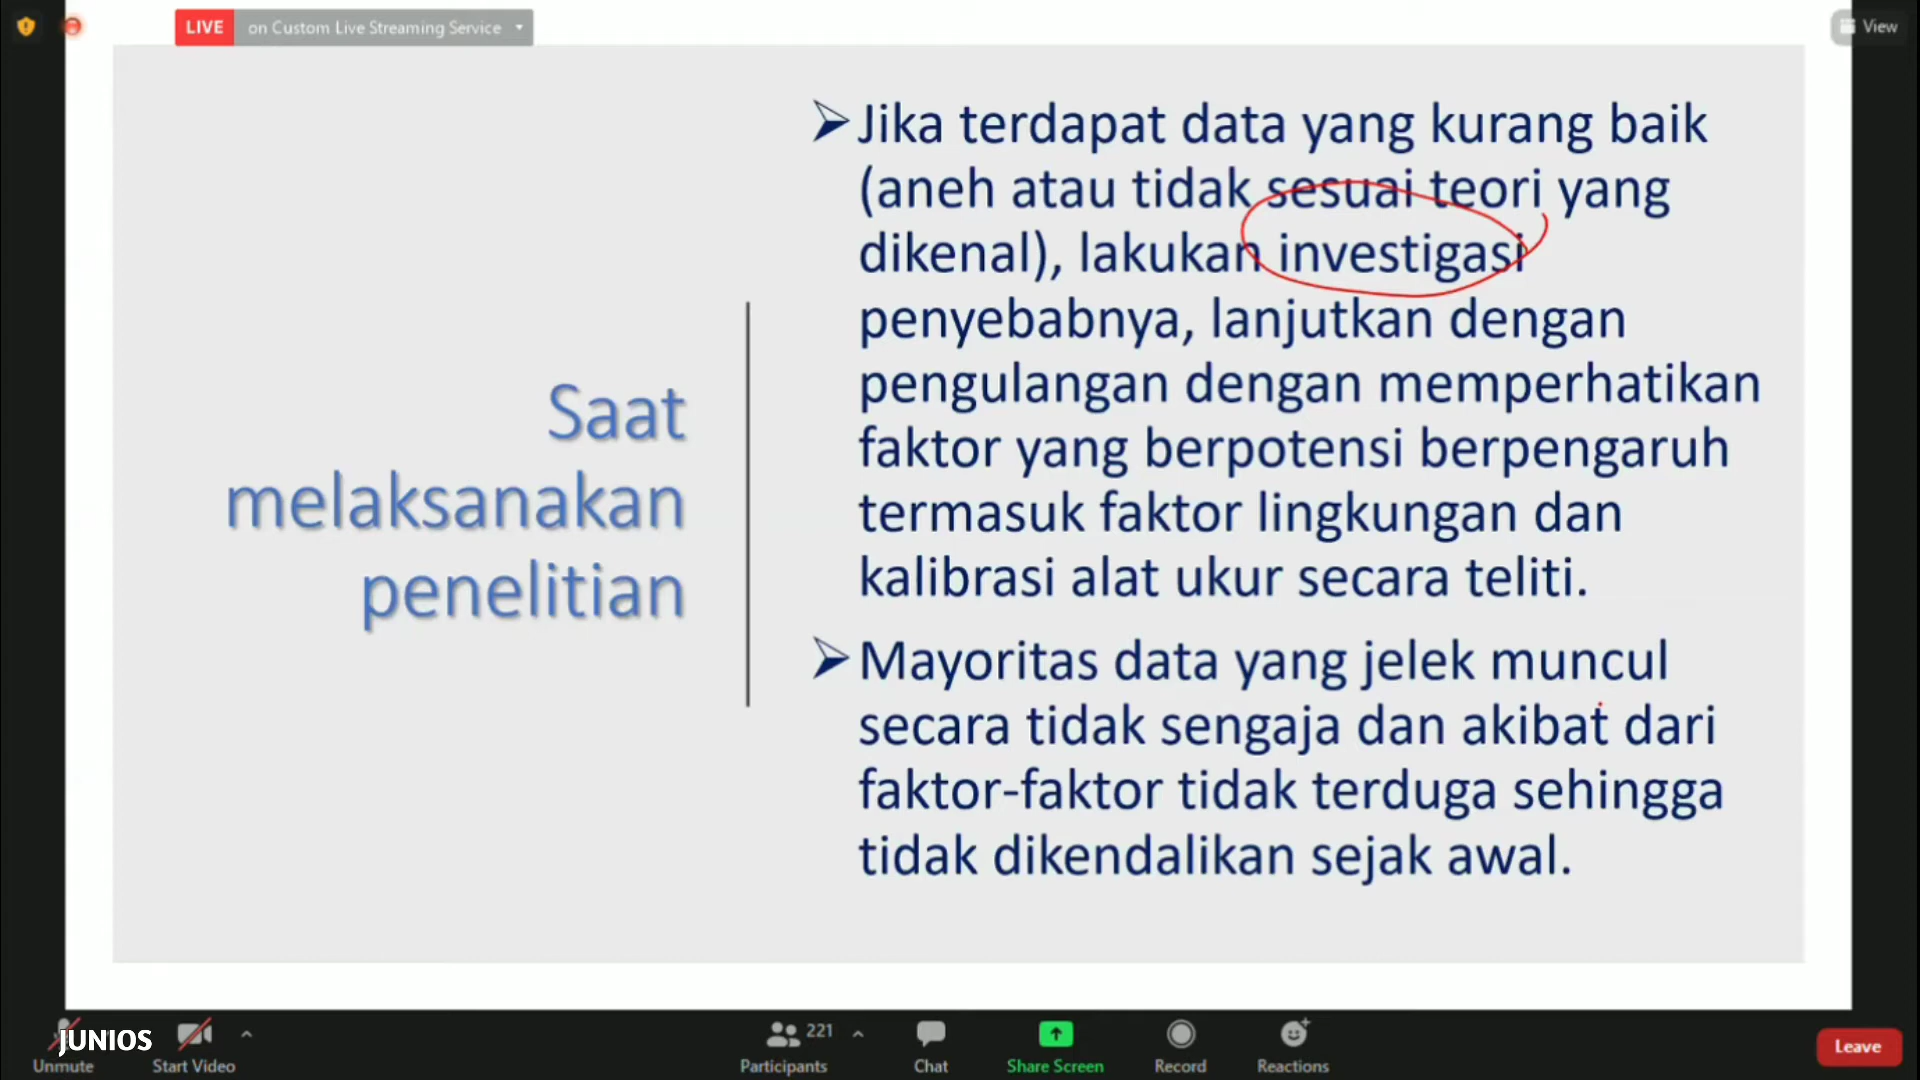 LIVE on Custom Live Streaming Service
View
Saat
melaksanakan
penelitian
Jika terdapat data yang kurang baik
(aneh atau tidak sesuai teori yang
dikenal), lakukan investigasi
penyebabnya, lanjutkan dengan
pengulangan dengan memperhatikan
faktor yang berpotensi berpengaruh
termasuk faktor lingkungan dan
kalibrasi alat ukur secara teliti.
Mayoritas data yang jelek muncul
secara tidak sengaja dan akibat dari
faktor-faktor tidak terduga sehingga
tidak dikendalikan sejak awal.
JUNIOS
Unmute
Start Video
221
Participants
Chat
Share Screen
Record
Reactions
Leave